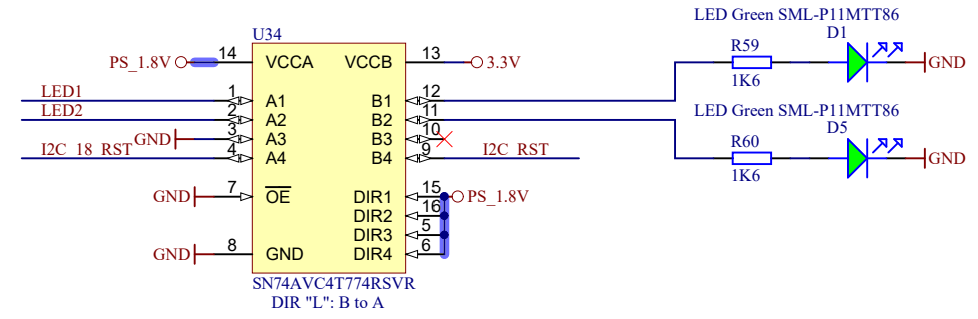 LED Green SML-P11MTT86
D1
U34
R59
PS_1.8V
14
VCCA
VCCB
13
3.3V
GND
1K6
LED1
1
A1
B1
12
LED2
2
A2
B2
11
LED Green SML-P11MTT86
D5
GND
3
A3
B3
10
R60
I2C_18_RST
4
A4
B4
9
I2C_RST
GND
1K6
GND
7
OE
DIR1
15
PS_1.8V
DIR2
16
DIR3
5
GND
8
GND
DIR4
6
SN74AVC4T774RSVR
DIR "L": B to A